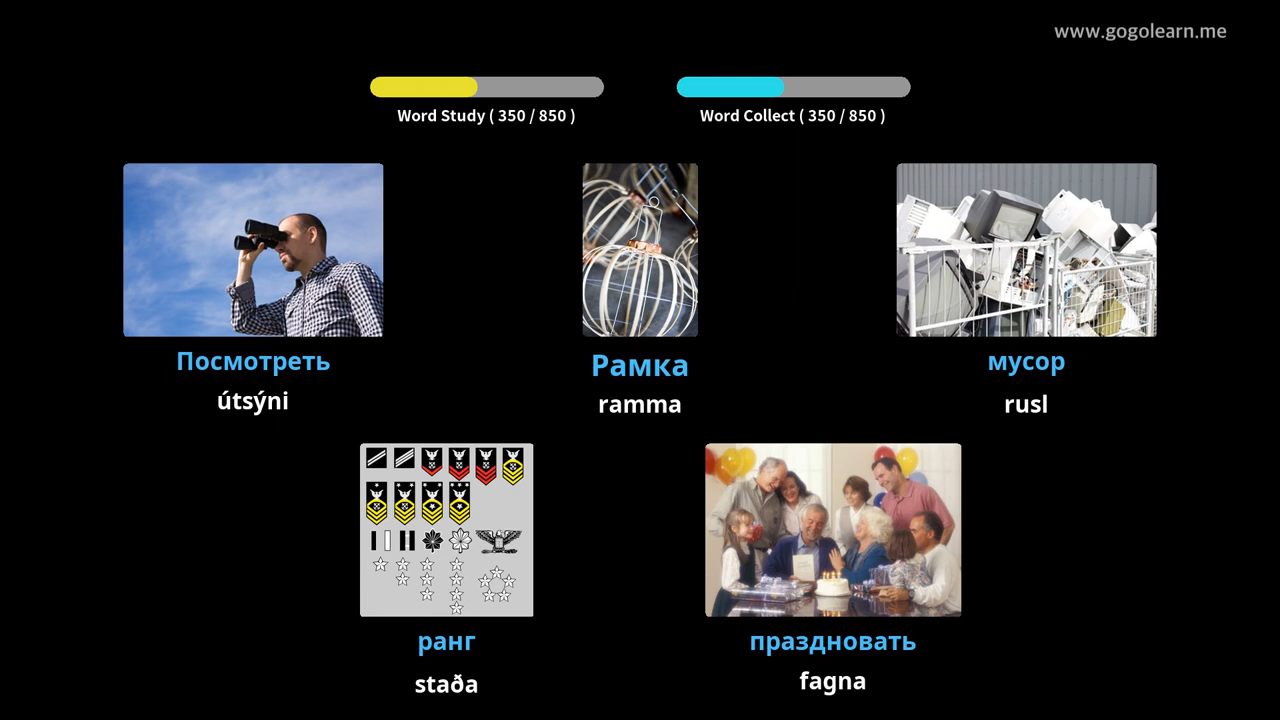 www.gogolearn.me
Word Study ( 350 / 850 )
Word Collect ( 350 / 850 )
Посмотреть
útsýni
Рамка
ramma
мусор
rusl
ранг
staða
праздновать
fagna